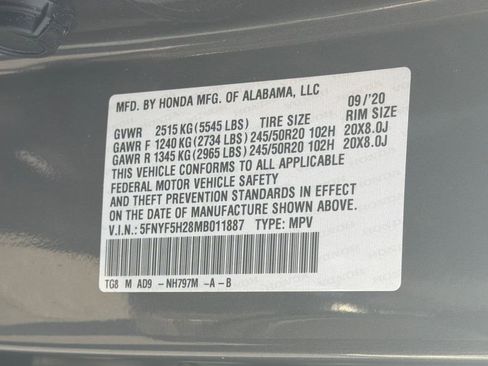 MFD. BY HONDA MFG. OF ALABAMA, LLC 09/'20
GVWR 2515 KG (5545 LBS) TIRE SIZE RIM SIZE
GAWR F 1240 KG (2734 LBS) 245/50R20 102H 20X8.0J
GAWR R 1345 KG (2965 LBS) 245/50R20 102H 20X8.0J
THIS VEHICLE CONFORMS TO ALL APPLICABLE
FEDERAL MOTOR VEHICLE SAFETY
AND THEFT PREVENTION STANDARDS IN EFFECT
ON THE DATE OF MANUFACTURE SHOWN ABOVE.
V.I.N.: 5FNYF5H28MB011887 TYPE: MPV
TG8 M AD9 - NH797M -A-B